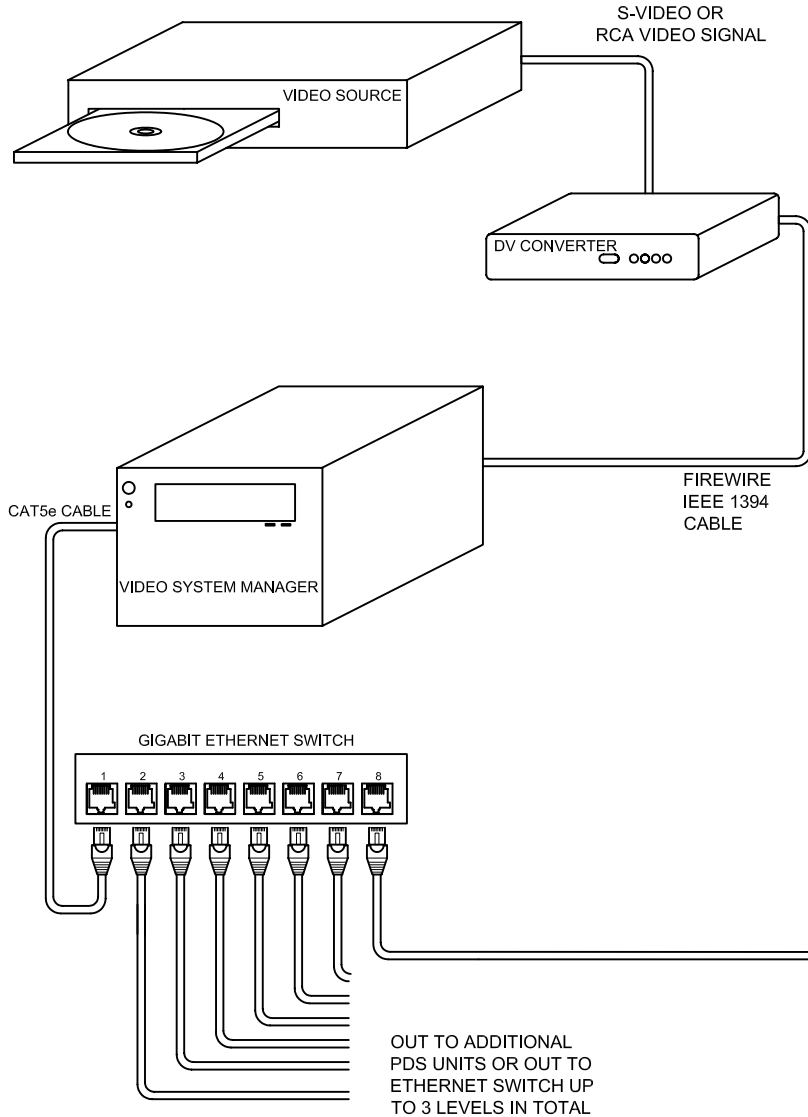 S-VIDEO OR
RCA VIDEO SIGNAL
VIDEO SOURCE
DV CONVERTER
FIREWIRE
IEEE 1394
CABLE
CAT5e CABLE
VIDEO SYSTEM MANAGER
GIGABIT ETHERNET SWITCH
1 2 3 4 5 6 7 8
OUT TO ADDITIONAL
PDS UNITS OR OUT TO
ETHERNET SWITCH UP
TO 3 LEVELS IN TOTAL